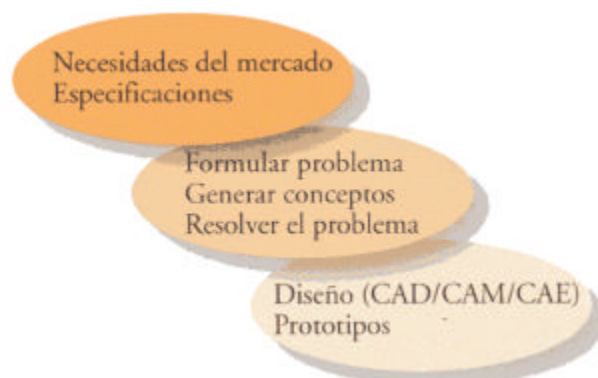 Necesidades del mercado
Especificaciones
Formular problema
Generar conceptos
Resolver el problema
Diseño (CAD/CAM/CAE)
Prototipos